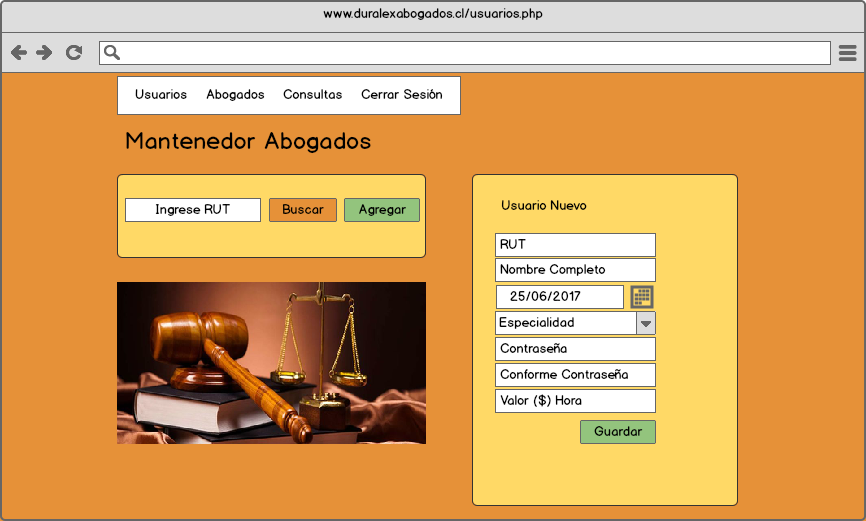 www.duralexabogados.cl/usuarios.php
Usuarios Abogados Consultas Cerrar Sesión
Mantenedor Abogados
Ingrese RUT Buscar Agregar
Usuario Nuevo
RUT
Nombre Completo
25/06/2017
Especialidad
Contraseña
Conforme Contraseña
Valor ($) Hora
Guardar